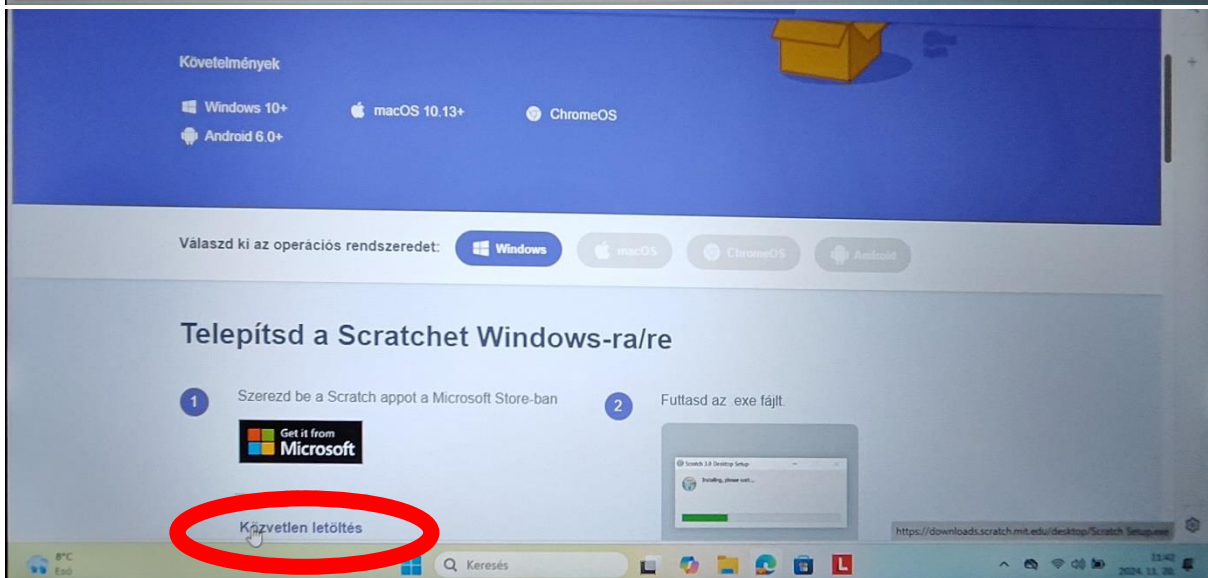 Követelmények
Windows 10+
macOS 10.13+
ChromeOS
Android 6.0+
Válaszd ki az operációs rendszeredet:
Windows
macOS
ChromeOS
Android
Telepítsd a Scratchet Windows-ra/re
1
Szerezd be a Scratch appot a Microsoft Store-ban
2
Futtasd az .exe fájlt.
Get it from
Microsoft
Scratch 3.0 Desktop Setup
Installing, please wait...
Közvetlen letöltés
https://downloads.scratch.mit.edu/desktop/Scratch Setup.exe
8°C
Eső
Keresés
L
11:42
2024. 11. 20.